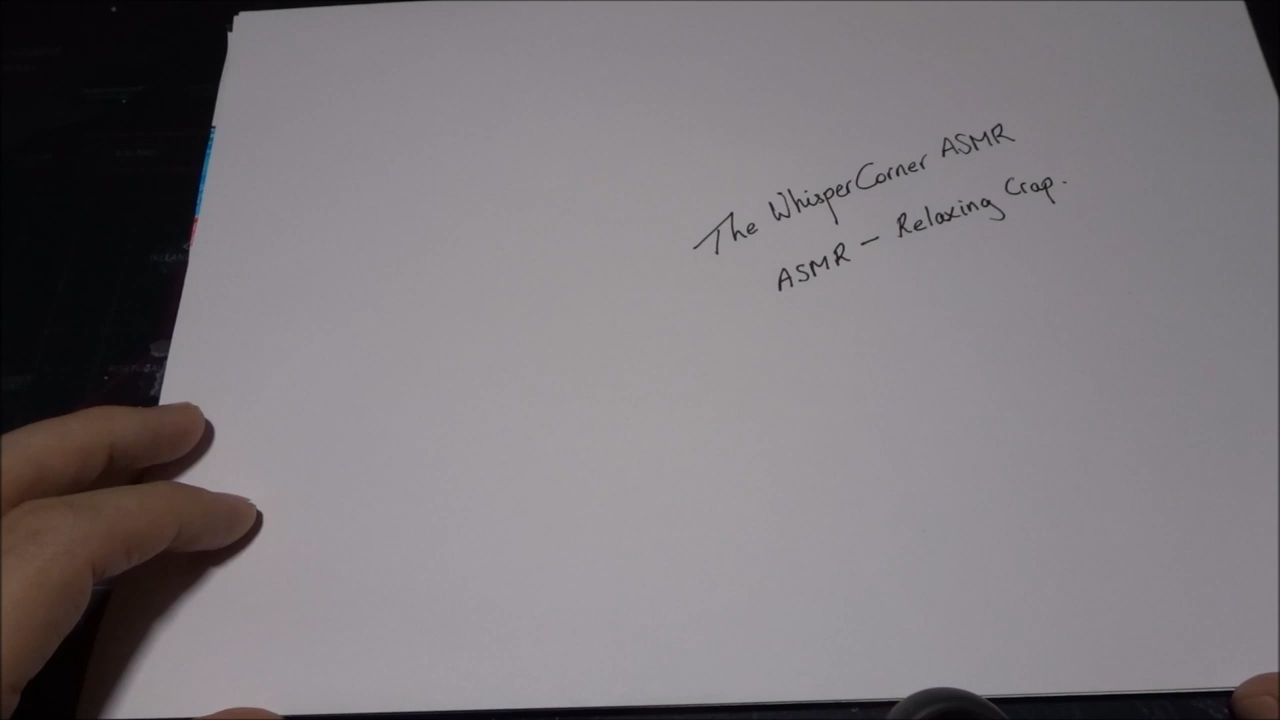 The WhisperCorner ASMR
ASMR – Relaxing Crap.